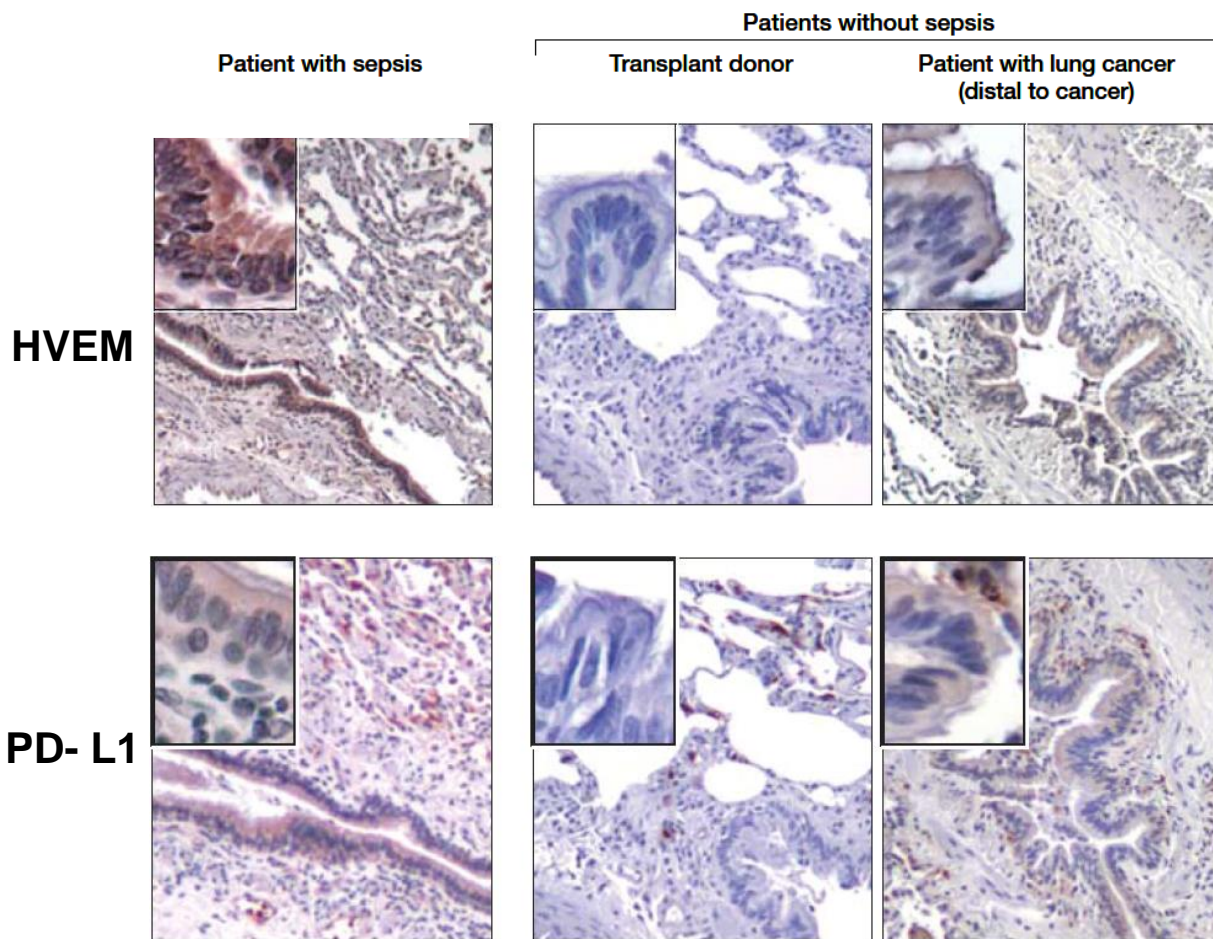 Patients without sepsis
Patient with sepsis
Transplant donor
Patient with lung cancer
(distal to cancer)
HVEM
PD- L1